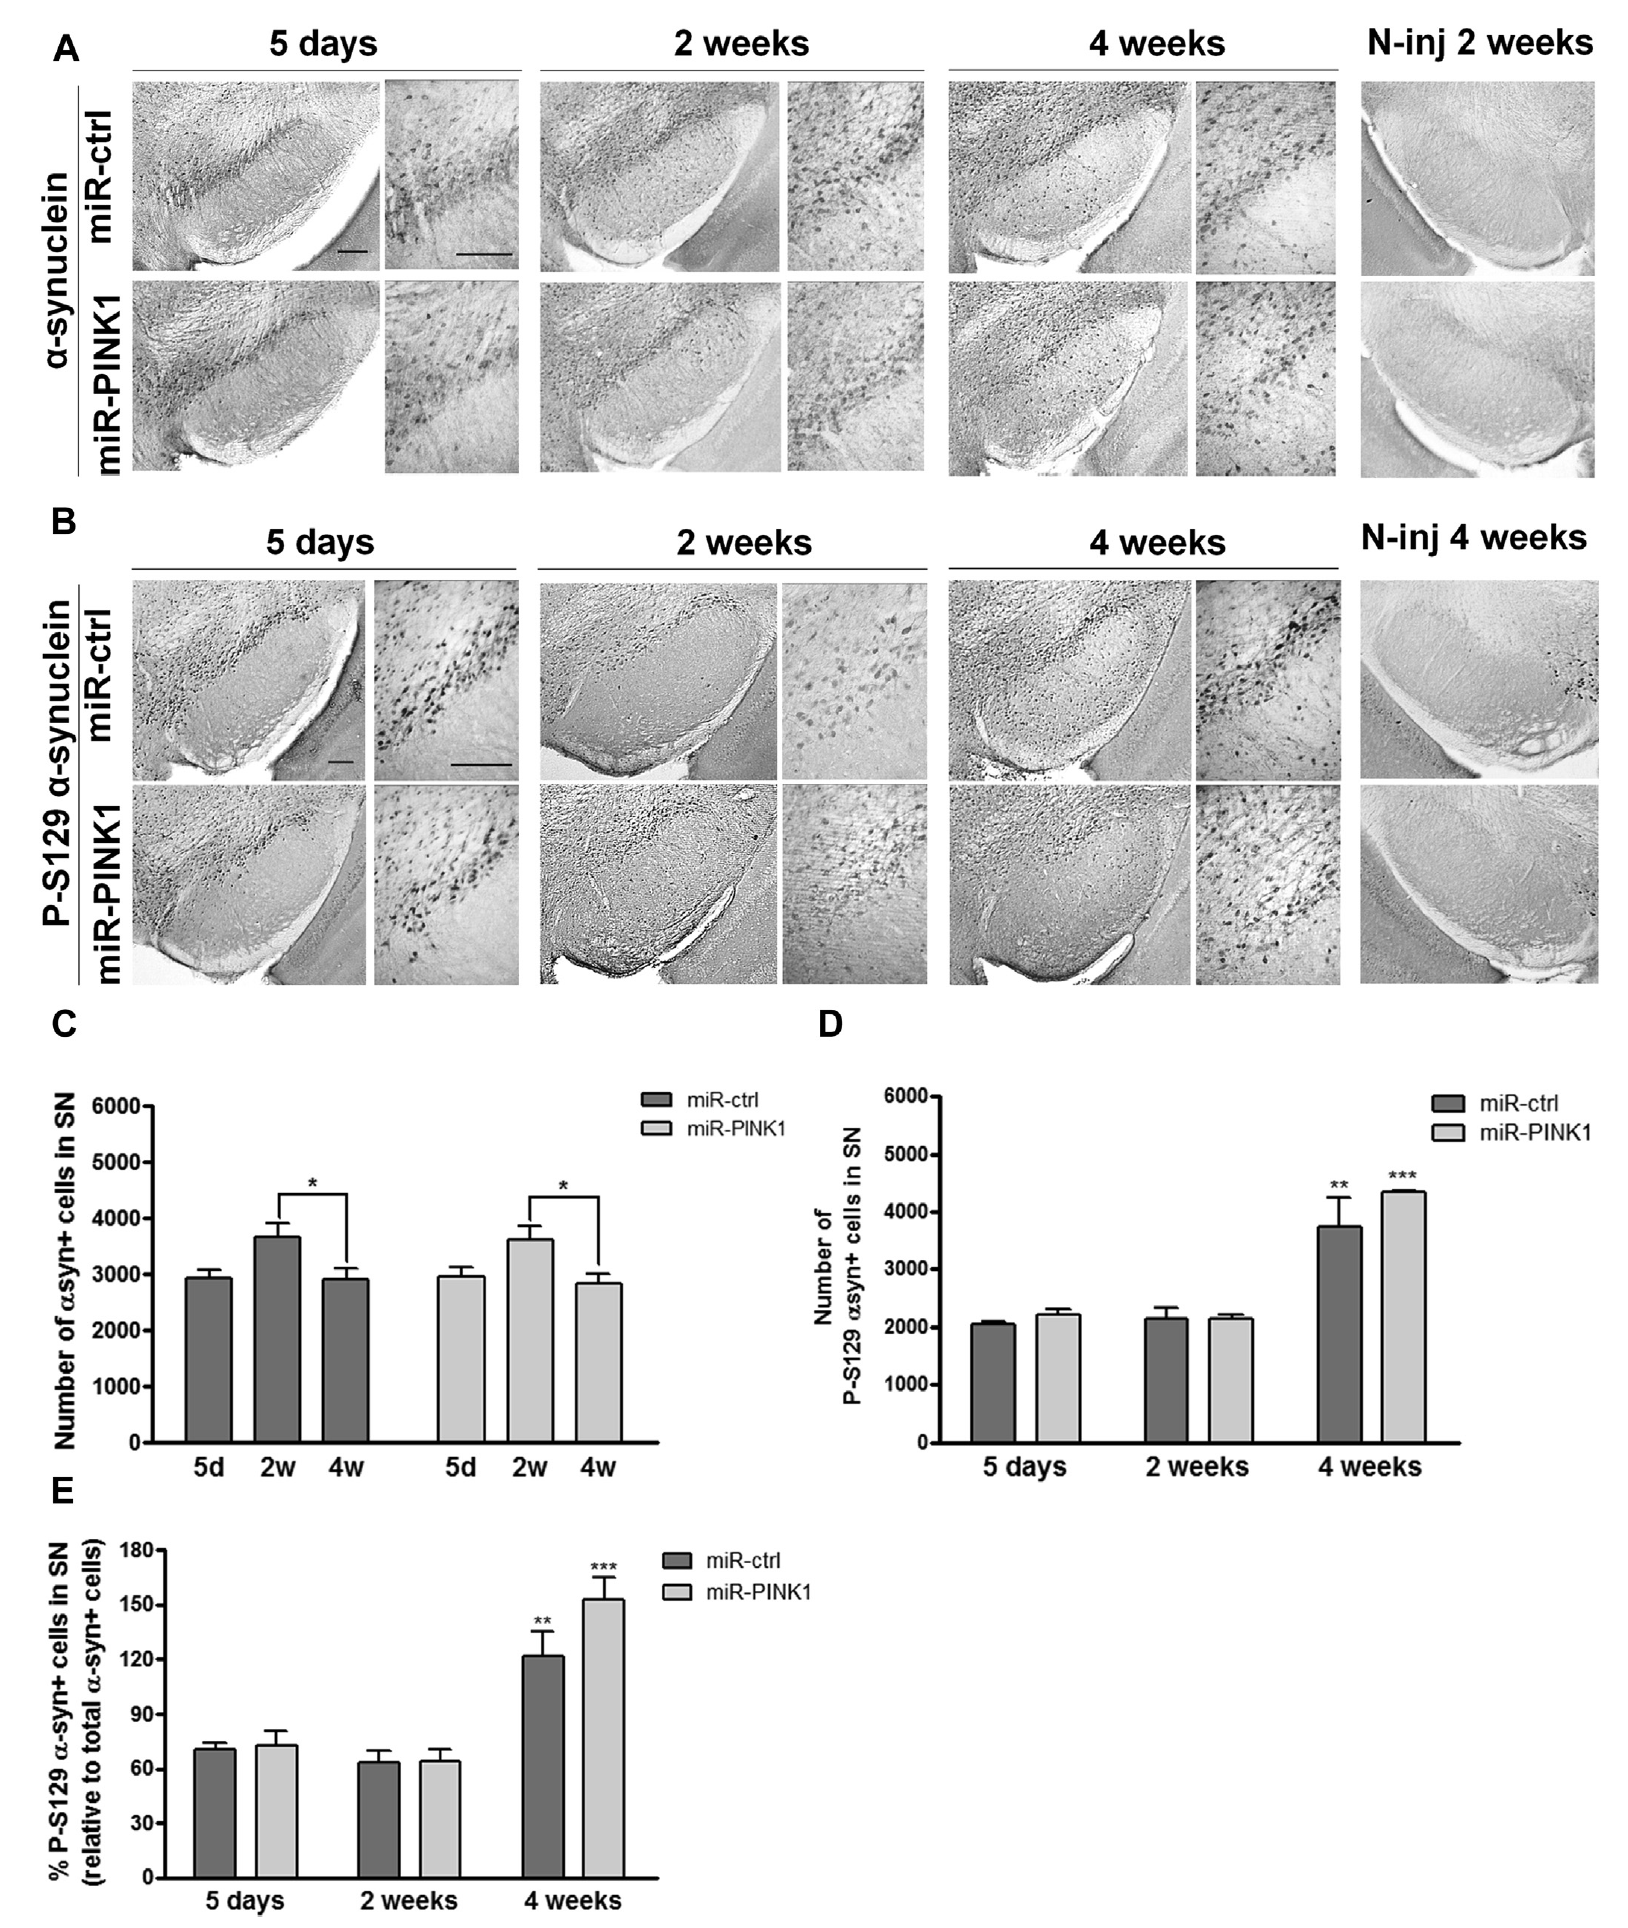 A
5 days
2 weeks
4 weeks
N-inj 2 weeks
α-synuclein
miR-ctrl
miR-PINK1
B
5 days
2 weeks
4 weeks
N-inj 4 weeks
P-S129 α-synuclein
miR-ctrl
miR-PINK1
C
Number of αsyn+ cells in SN
6000
5000
4000
3000
2000
1000
0
*
*
miR-ctrl
miR-PINK1
5d 2w 4w 5d 2w 4w
D
Number of
P-S129 αsyn+ cells in SN
6000
5000
4000
3000
2000
1000
0
** ***
miR-ctrl
miR-PINK1
5 days 2 weeks 4 weeks
E
% P-S129 α-syn+ cells in SN
(relative to total α-syn+ cells)
180
150
120
90
60
30
0
** ***
miR-ctrl
miR-PINK1
5 days 2 weeks 4 weeks